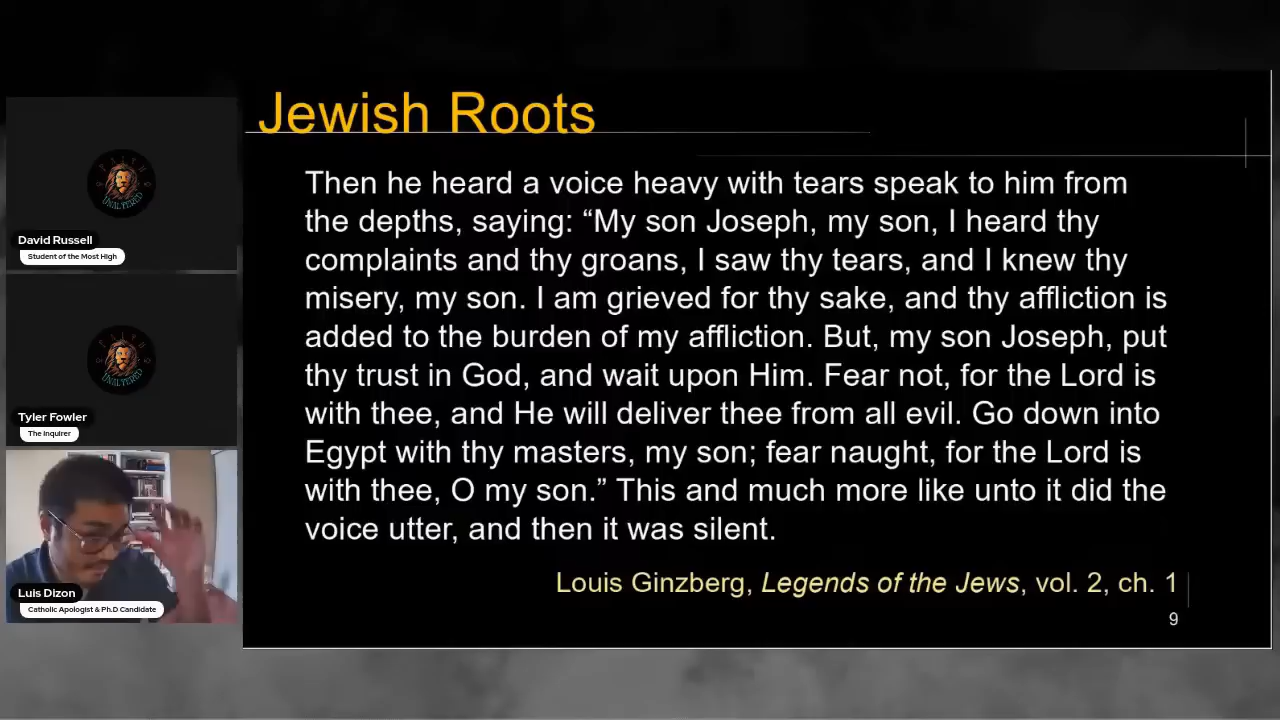 Jewish Roots
Then he heard a voice heavy with tears speak to him from
the depths, saying: “My son Joseph, my son, I heard thy
complaints and thy groans, I saw thy tears, and I knew thy
misery, my son. I am grieved for thy sake, and thy affliction is
added to the burden of my affliction. But, my son Joseph, put
thy trust in God, and wait upon Him. Fear not, for the Lord is
with thee, and He will deliver thee from all evil. Go down into
Egypt with thy masters, my son; fear naught, for the Lord is
with thee, O my son.” This and much more like unto it did the
voice utter, and then it was silent.
Louis Ginzberg, Legends of the Jews, vol. 2, ch. 1
9
UNALTERED
David Russell
Student of the Most High
UNALTERED
Tyler Fowler
The Inquirer
Luis Dizon
Catholic Apologist & Ph.D Candidate